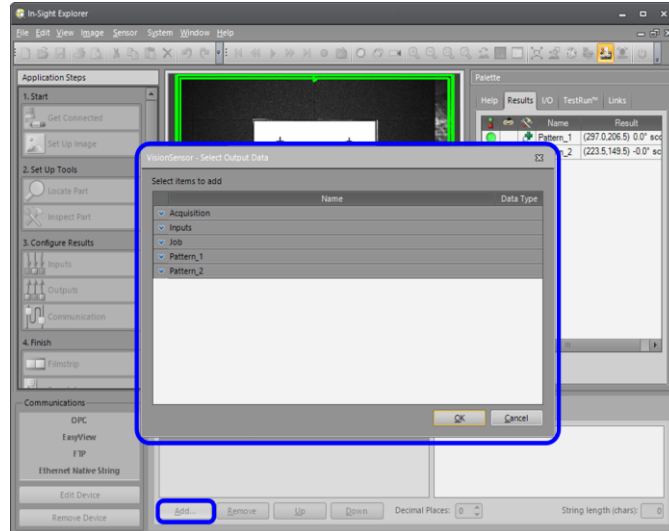 In-Sight Explorer
File Edit View Image Sensor System Window Help
Application Steps
1. Start
Get Connected
Set Up Image
2. Set Up Tools
Locate Part
Inspect Part
3. Configure Results
Inputs
Outputs
Communication
4. Finish
Filmstrip
Palette
Help Results I/O TestRun™ Links
Name Result
Pattern_1 (297.0,206.5) 0.0° sco
_2 (223.5,149.5) -0.0° sc
VisionSensor - Select Output Data
Select items to add
Name Data Type
Acquisition
Inputs
Job
Pattern_1
Pattern_2
OK Cancel
Communications
OPC
EasyView
FTP
Ethernet Native String
Edit Device
Remove Device
Add... Remove Up Down Decimal Places: 0 String length (chars): 0